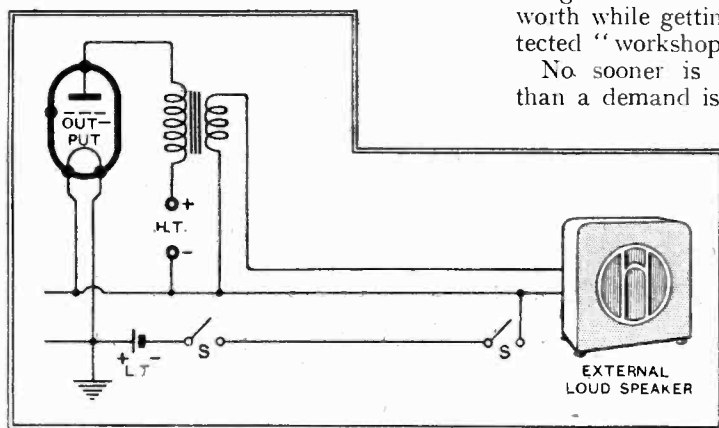 worth while gettin
tected "workshop
No sooner is
than a demand is
OUT-
PUT
+
H.T.
-
+ L.T -
S
S
EXTERNAL
LOUD SPEAKER